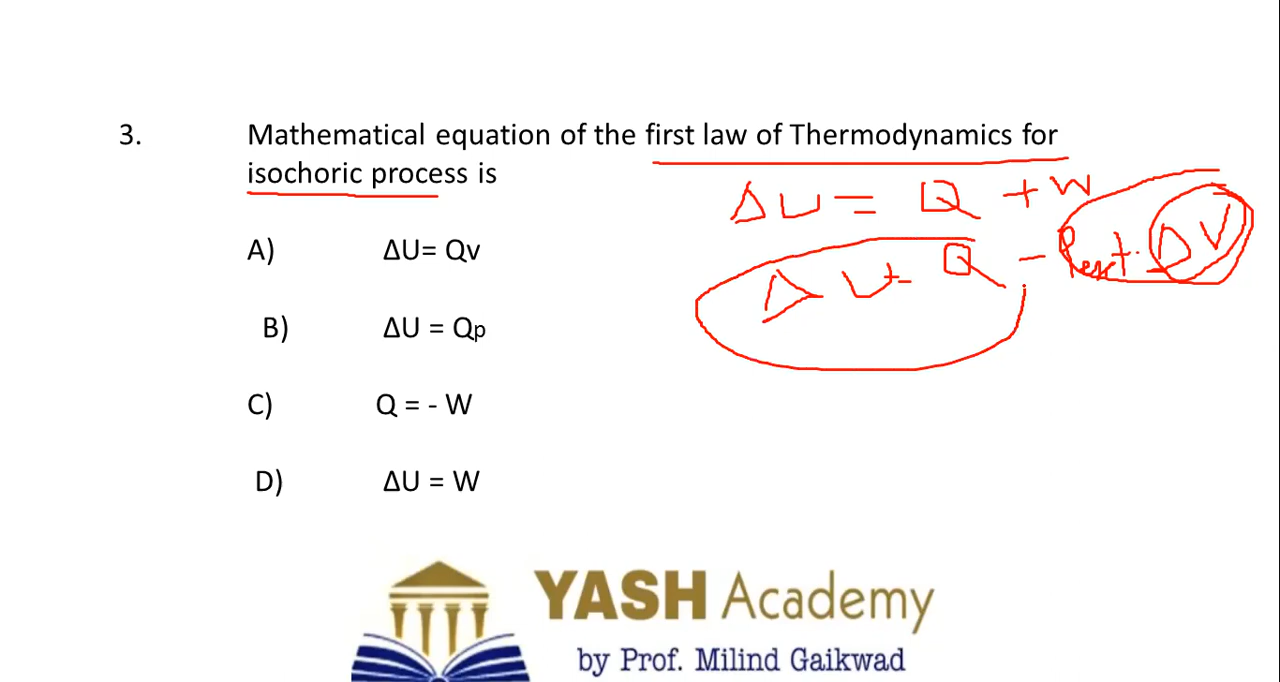 3. Mathematical equation of the first law of Thermodynamics for
isochoric process is
ΔU = Q + W
ΔU = Q - Pext. ΔV
A) ΔU= Qv
B) ΔU = Qp
C) Q = - W
D) ΔU = W
YASH Academy
by Prof. Milind Gaikwad